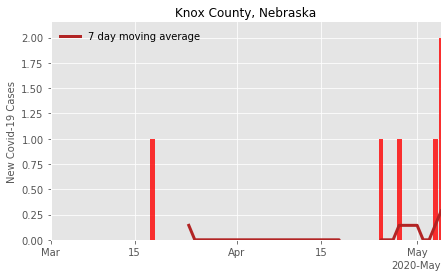 Knox County, Nebraska
7 day moving average
New Covid-19 Cases
2.00
1.75
1.50
1.25
1.00
0.75
0.50
0.25
0.00
Mar
15
Apr
15
May
2020-May